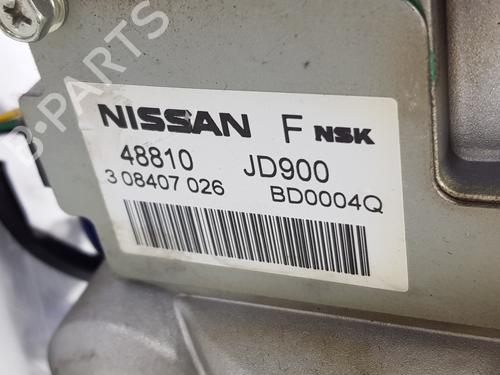 B-PARTS
NISSAN F NSK
48810 JD900
3 08407 026 BD0004Q